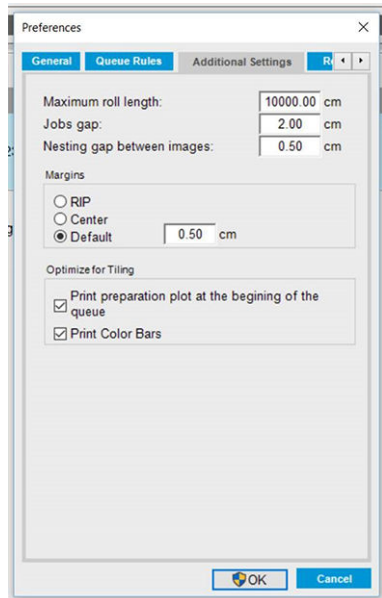 Preferences
General Queue Rules Additional Settings
Maximum roll length: 10000.00 cm
Jobs gap: 2.00 cm
Nesting gap between images: 0.50 cm
Margins
RIP
Center
Default 0.50 cm
Optimize for Tiling
Print preparation plot at the begining of the
queue
Print Color Bars
OK Cancel